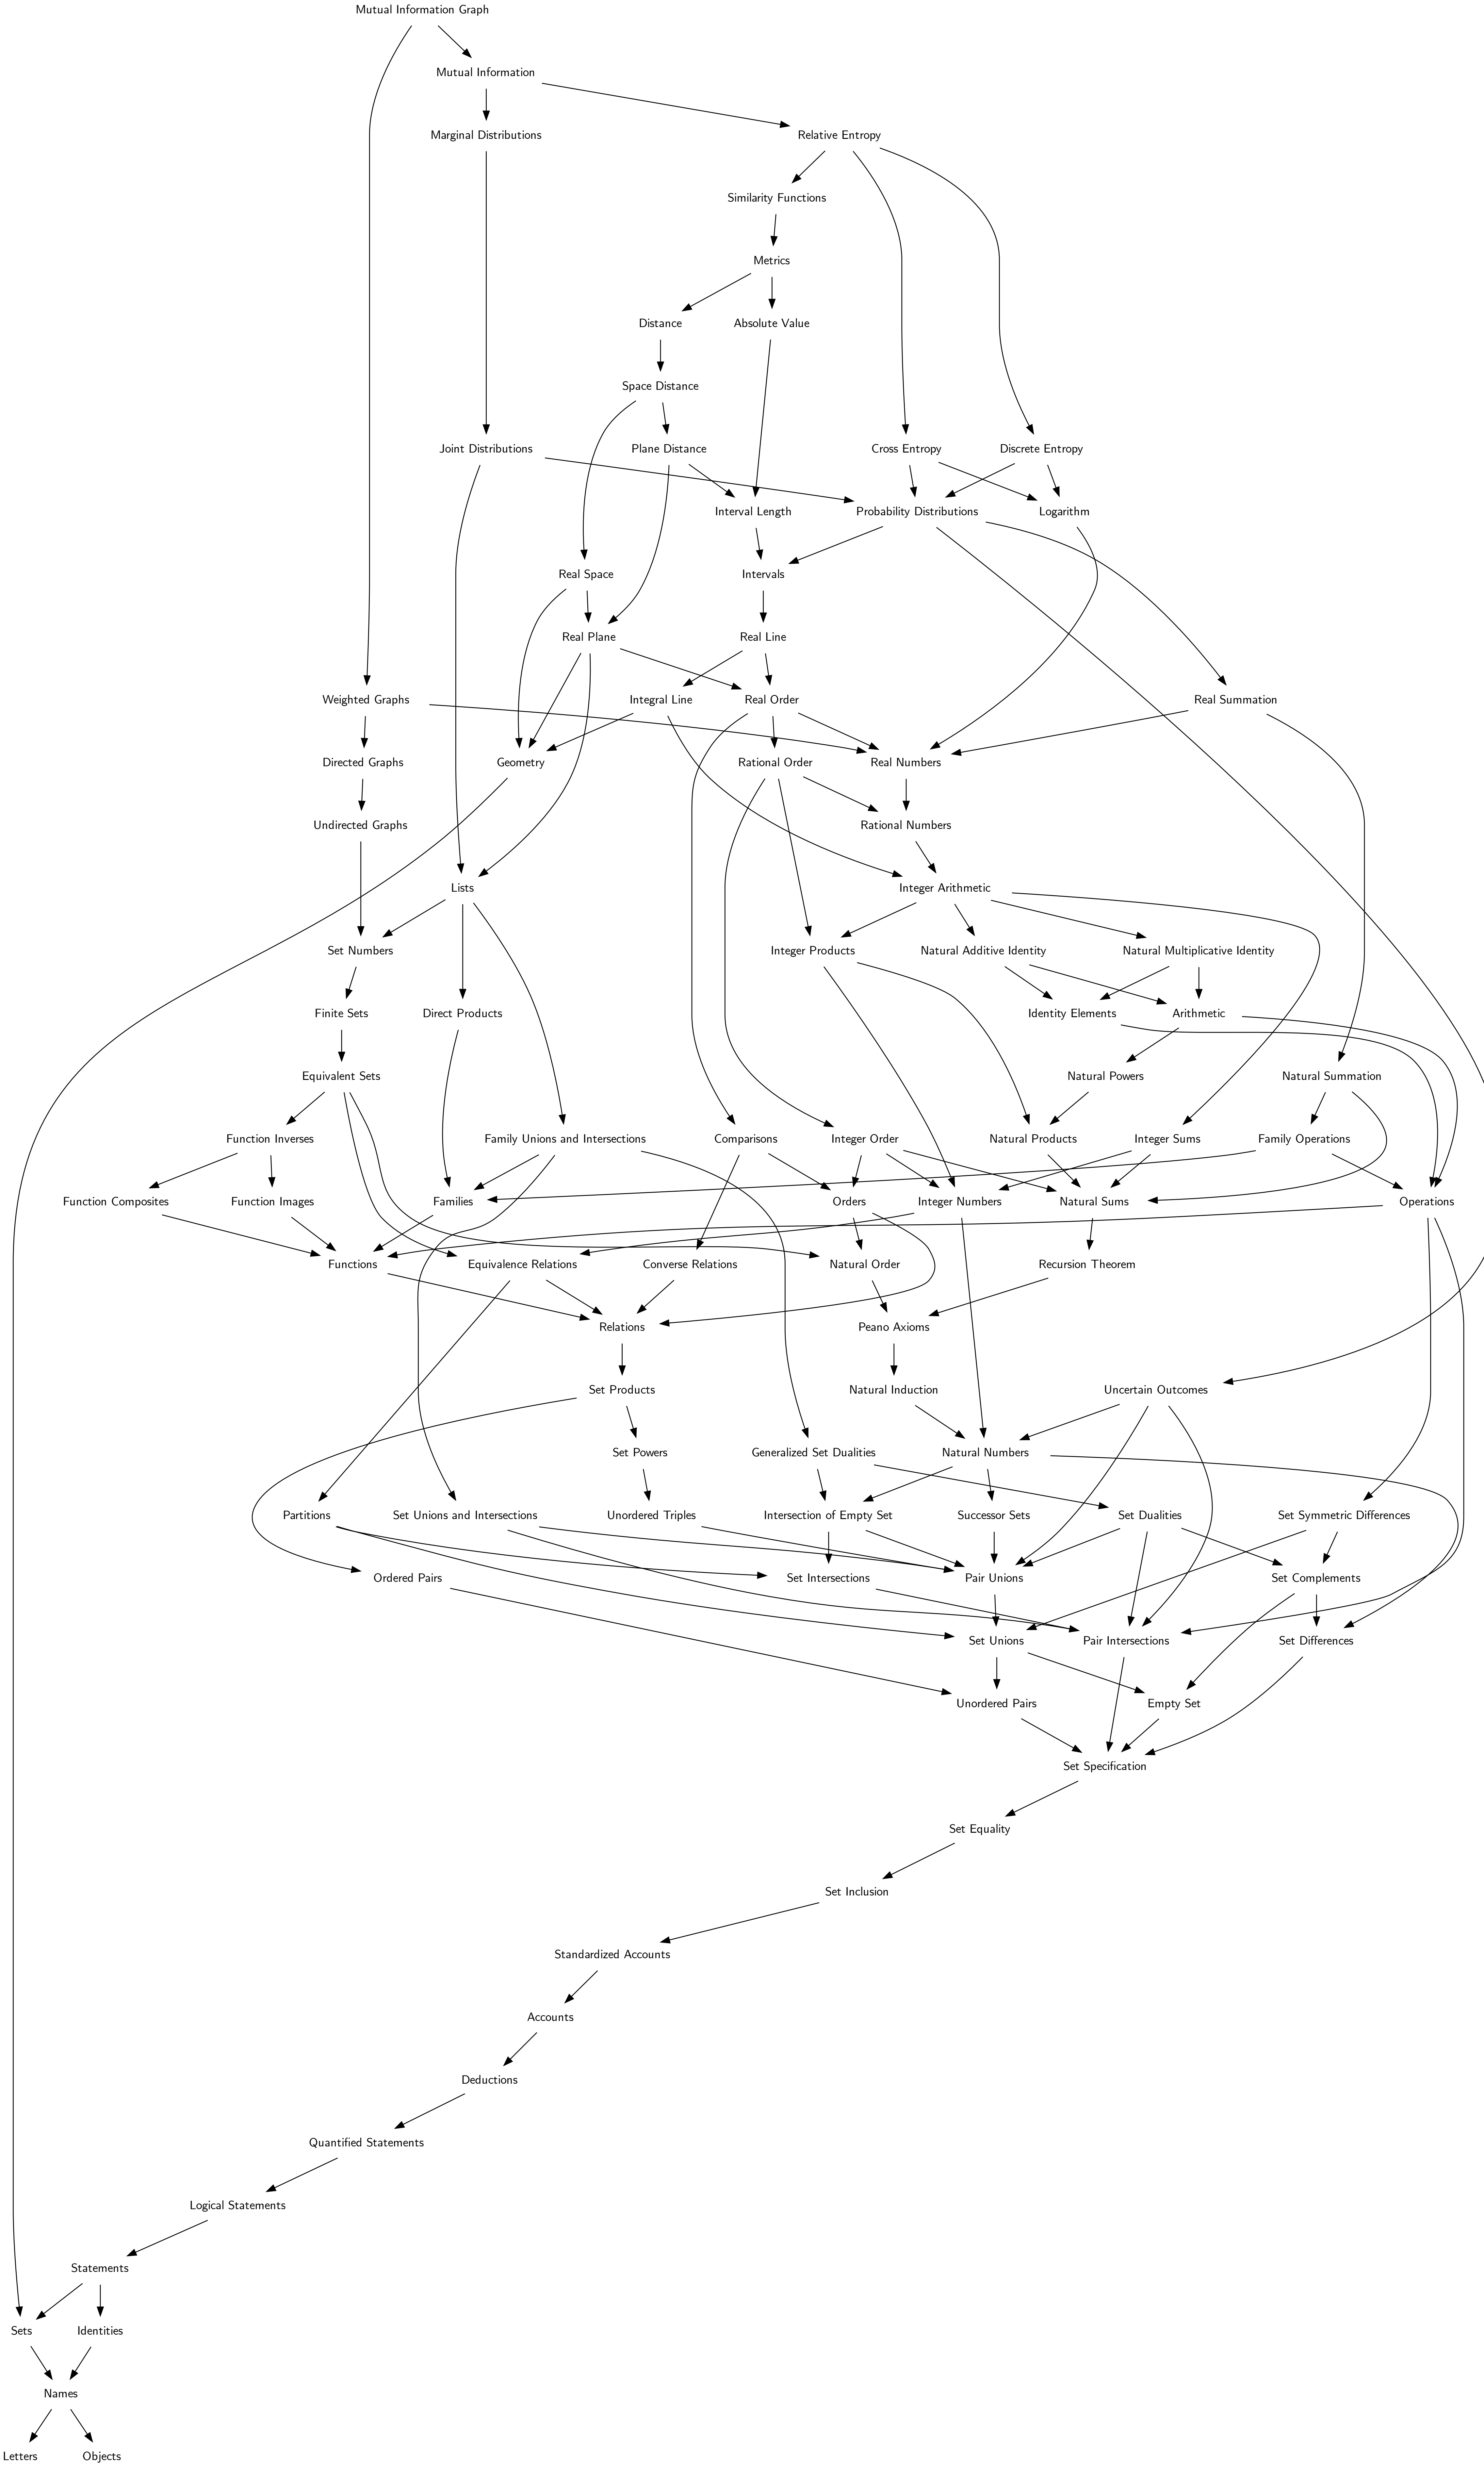 Mutual Information Graph
Mutual Information
Marginal Distributions
Relative Entropy
Similarity Functions
Metrics
Distance
Absolute Value
Space Distance
Joint Distributions
Plane Distance
Cross Entropy
Discrete Entropy
Interval Length
Probability Distributions
Logarithm
Real Space
Intervals
Real Plane
Real Line
Weighted Graphs
Integral Line
Real Order
Real Summation
Directed Graphs
Geometry
Rational Order
Real Numbers
Undirected Graphs
Rational Numbers
Lists
Integer Arithmetic
Set Numbers
Integer Products
Natural Additive Identity
Natural Multiplicative Identity
Finite Sets
Direct Products
Identity Elements
Arithmetic
Equivalent Sets
Natural Powers
Natural Summation
Function Inverses
Family Unions and Intersections
Comparisons
Integer Order
Natural Products
Integer Sums
Family Operations
Function Composites
Function Images
Families
Orders
Integer Numbers
Natural Sums
Operations
Functions
Equivalence Relations
Converse Relations
Natural Order
Recursion Theorem
Relations
Peano Axioms
Set Products
Natural Induction
Uncertain Outcomes
Set Powers
Generalized Set Dualities
Natural Numbers
Partitions
Set Unions and Intersections
Unordered Triples
Intersection of Empty Set
Successor Sets
Set Dualities
Set Symmetric Differences
Ordered Pairs
Set Intersections
Pair Unions
Set Complements
Set Unions
Pair Intersections
Set Differences
Unordered Pairs
Empty Set
Set Specification
Set Equality
Set Inclusion
Standardized Accounts
Accounts
Deductions
Quantified Statements
Logical Statements
Statements
Sets
Identities
Names
Letters
Objects